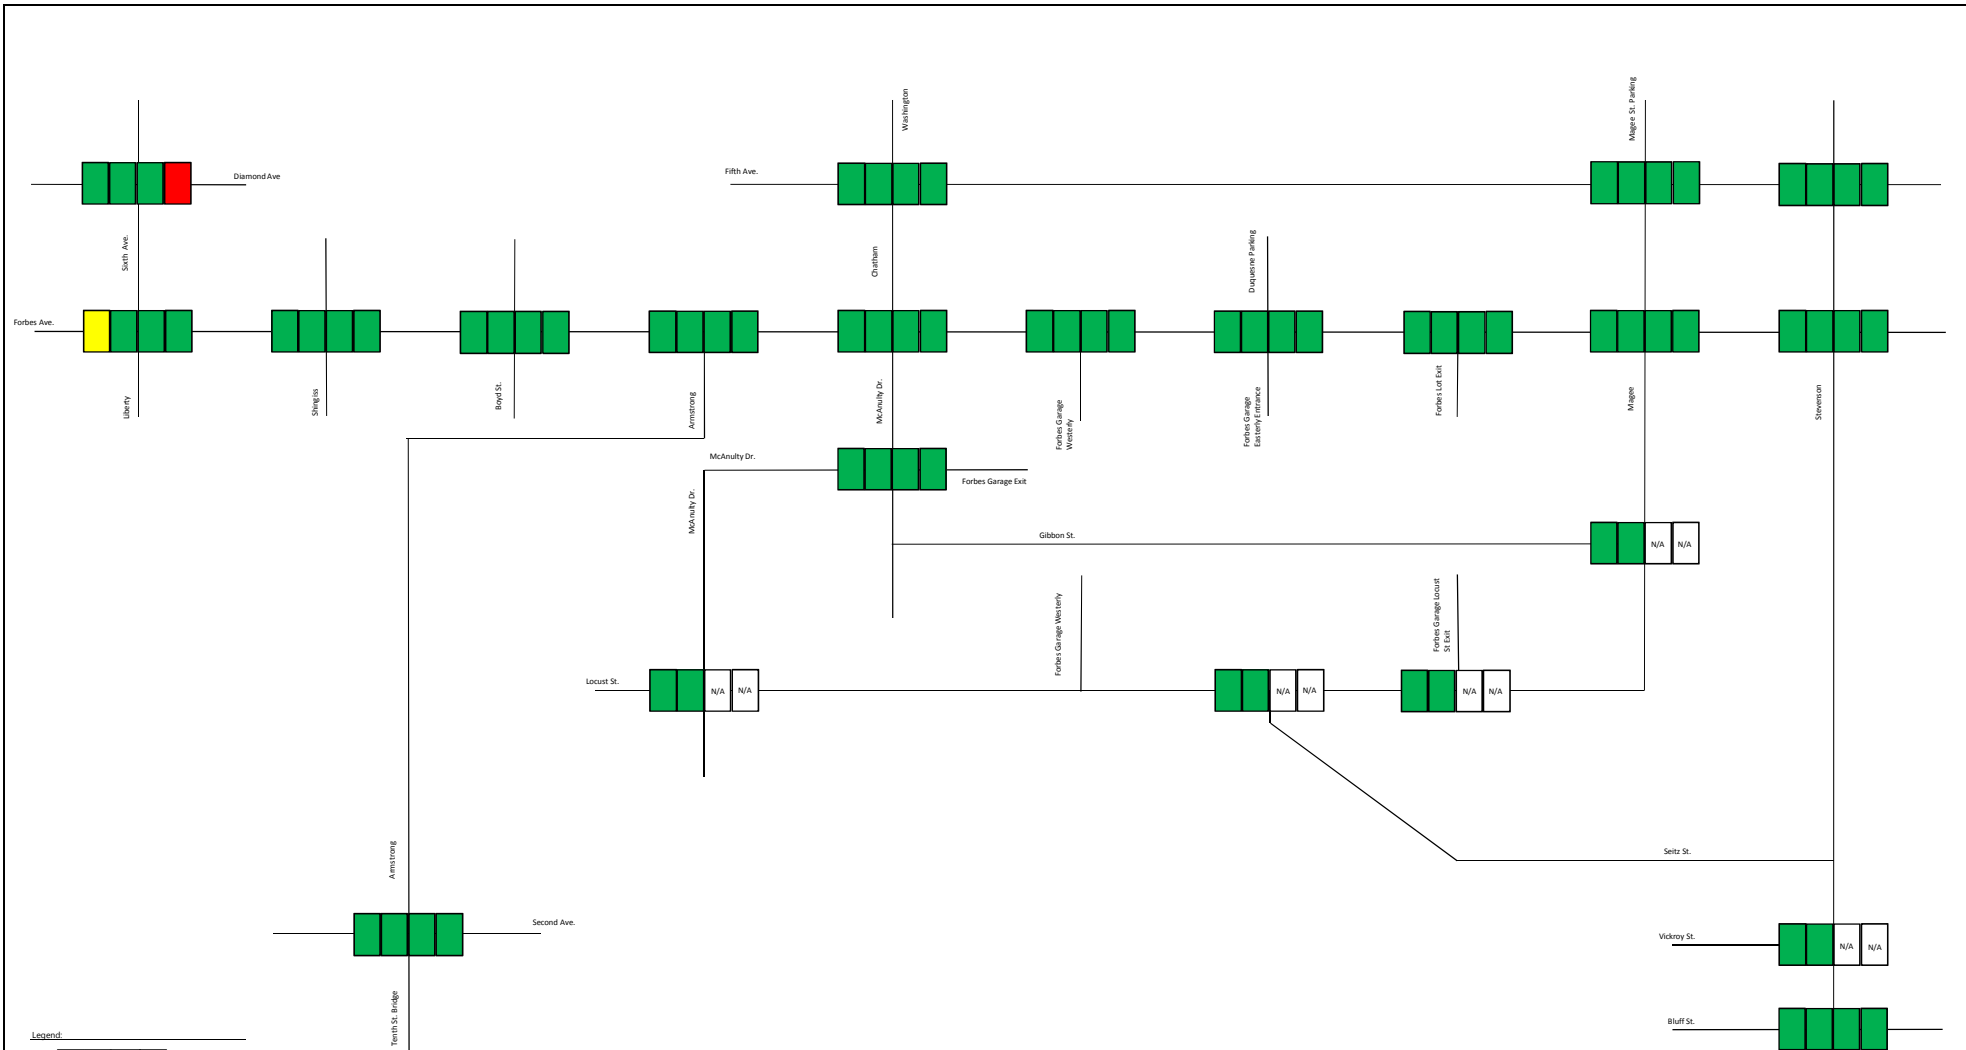 Washington
Magee St. Parking
Diamond Ave
Fifth Ave.
Sixth Ave.
Chatham
Duquesne Parking
Forbes Ave.
Liberty
Shingiss
Boyd St.
Armstrong
McAnulty Dr.
Forbes Garage
Westerly
Forbes Garage
Easterly Entrance
Forbes Lot Exit
Magee
Stevenson
McAnulty Dr.
Forbes Garage Exit
McAnulty Dr.
Gibbon St.
N/A
N/A
Forbes Garage Westerly
Forbes Garage Locust
St Exit
Locust St.
N/A
N/A
N/A
N/A
N/A
N/A
Armstrong
Seitz St.
Second Ave.
Vickroy St.
N/A
N/A
Tenth St. Bridge
Bluff St.
Legend: